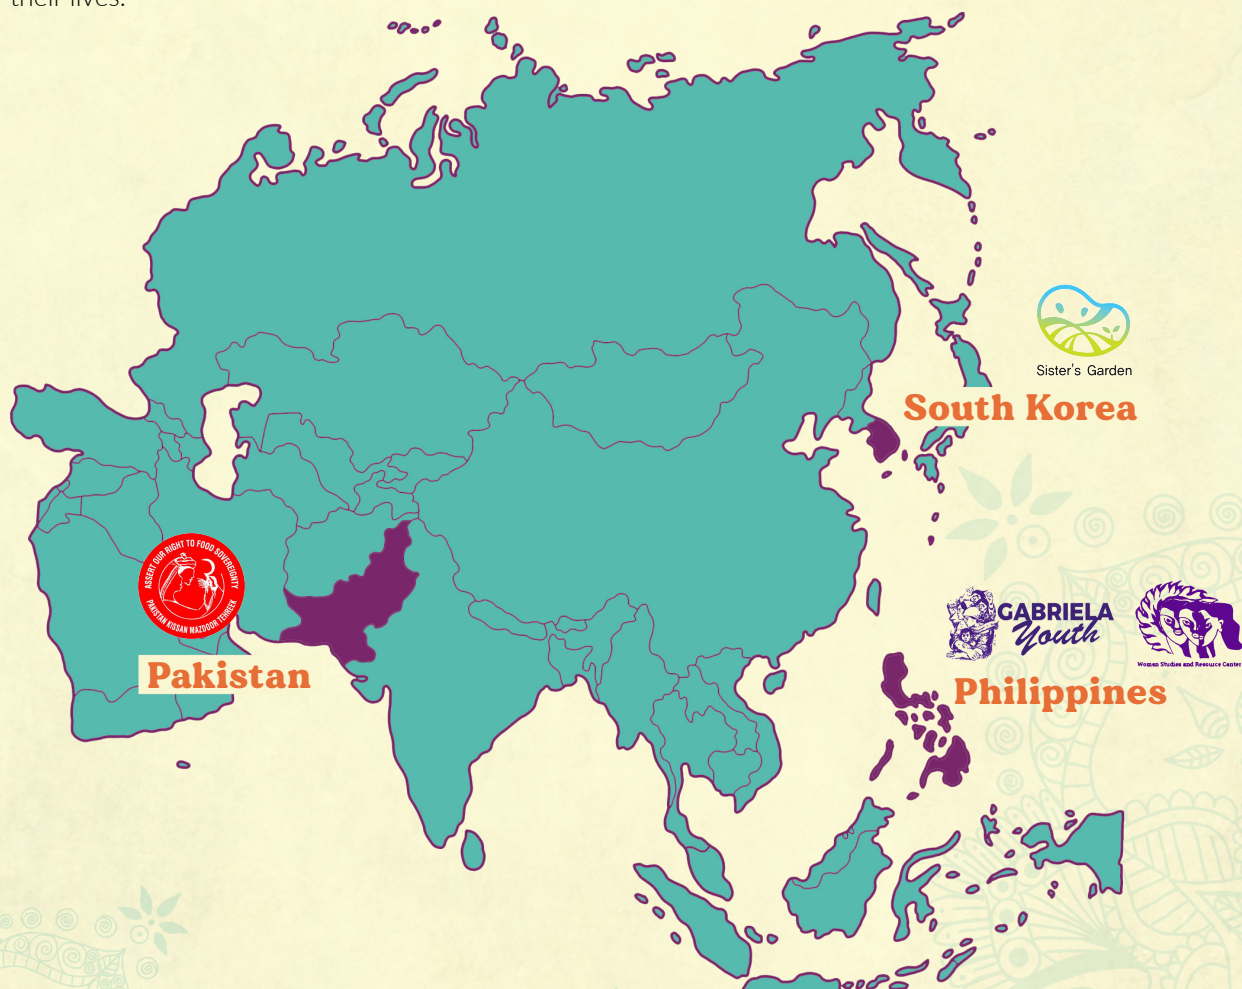 their lives.
Sister's Garden
South Korea
ASSERT OUR RIGHT TO FOOD SOVEREIGNTY
PAKISTAN KISSAN MAZDOOR TEHREEK
Pakistan
GABRIELA
Youth
Woman Studies and Resource Center
Philippines